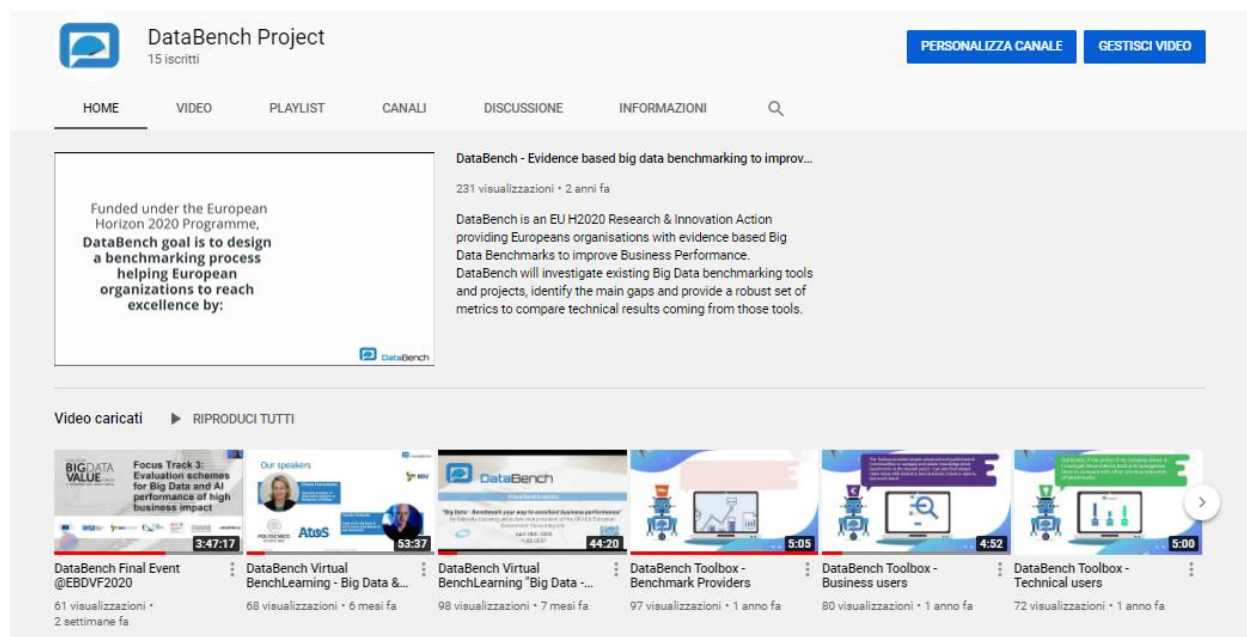 DataBench Project
15 iscritti
PERSONALIZZA CANALE
GESTISCI VIDEO
HOME VIDEO PLAYLIST CANALI DISCUSSIONE INFORMAZIONI
Funded under the European
Horizon 2020 Programme,
DataBench goal is to design
a benchmarking process
helping European
organizations to reach
excellence by:
DataBench
DataBench - Evidence based big data benchmarking to improv...
231 visualizzazioni • 2 anni fa
DataBench is an EU H2020 Research & Innovation Action
providing Europeans organisations with evidence based Big
Data Benchmarks to improve Business Performance.
DataBench will investigate existing Big Data benchmarking tools
and projects, identify the main gaps and provide a robust set of
metrics to compare technical results coming from those tools.
Video caricati RIPRODUCI TUTTI
BIGDATA
VALUE
Focus Track 3:
Evaluation schemes
for Big Data and AI
performance of high
business impact
3:47:17
DataBench Final Event
@EBDVF2020
61 visualizzazioni •
2 settimane fa
Our speakers
POLITECNICO
AtoS
53:37
DataBench Virtual
BenchLearning - Big Data &...
68 visualizzazioni • 6 mesi fa
DataBench
"Big Data - Benchmark your way to excellent business performance"
44:20
DataBench Virtual
BenchLearning "Big Data -...
98 visualizzazioni • 7 mesi fa
5:05
DataBench Toolbox -
Benchmark Providers
97 visualizzazioni • 1 anno fa
4:52
DataBench Toolbox -
Business users
80 visualizzazioni • 1 anno fa
5:00
DataBench Toolbox -
Technical users
72 visualizzazioni • 1 anno fa